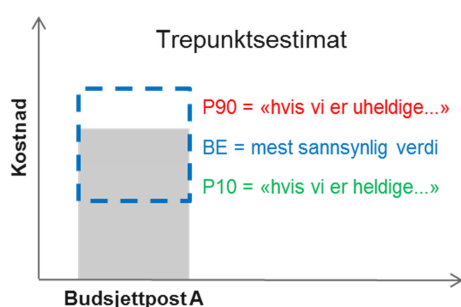 Trepunktsestimat
Kostnad
P90 = «hvis vi er uheldige...»
BE = mest sannsynlig verdi
P10 = «hvis vi er heldige...»
Budsjettpost A